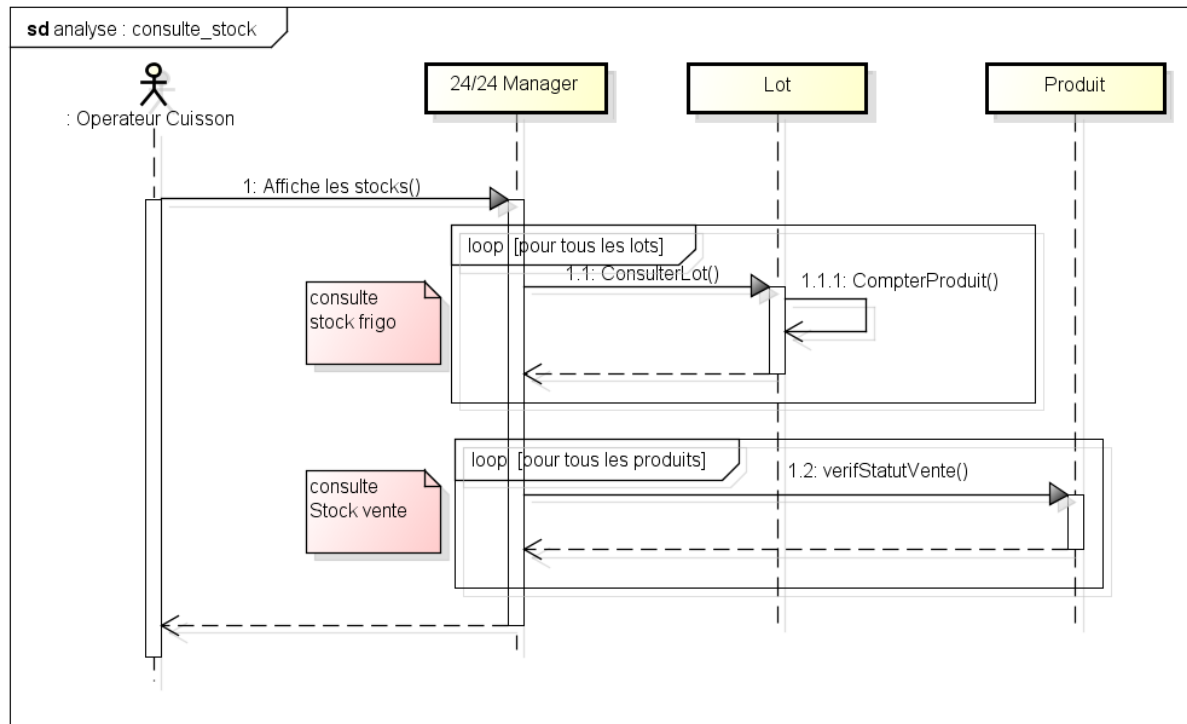 sd analyse : consulte_stock
: Operateur Cuisson
24/24 Manager
Lot
Produit
1: Affiche les stocks()
loop [pour tous les lots]
1.1: ConsulterLot()
1.1.1: CompterProduit()
consulte
stock frigo
loop [pour tous les produits]
1.2: verifStatutVente()
consulte
Stock vente